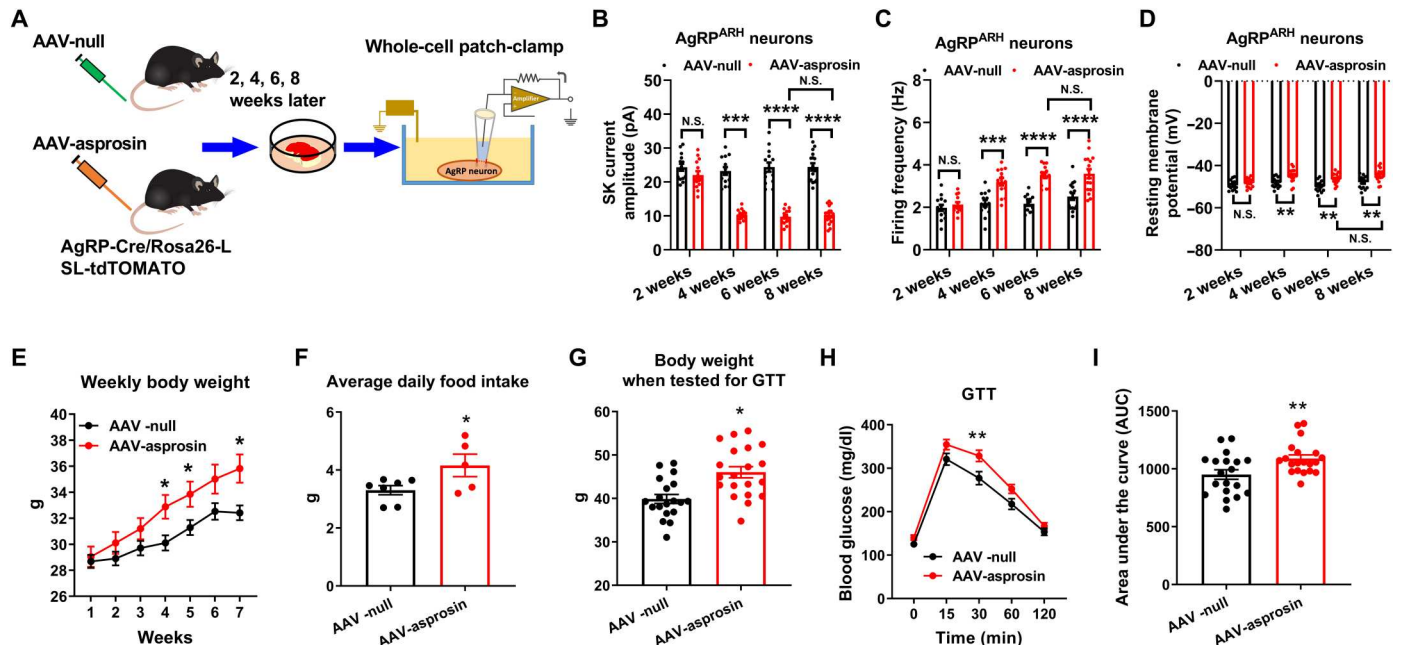 A
AAV-null
2, 4, 6, 8
weeks later
AAV-asprosin
AgRP-Cre/Rosa26-L
SL-tdTOMATO
Whole-cell patch-clamp
Amplifier
AgRP neuron
B
AgRPARH neurons
AAV-null AAV-asprosin
SK current
amplitude (pA)
50
40
30
20
10
0
N.S.
***
****
****
N.S.
2 weeks
4 weeks
6 weeks
8 weeks
C
AgRPARH neurons
AAV-null AAV-asprosin
Firing frequency (Hz)
8
6
4
2
0
N.S.
***
****
****
N.S.
2 weeks
4 weeks
6 weeks
8 weeks
D
AgRPARH neurons
AAV-null AAV-asprosin
Resting membrane
potential (mV)
0
−20
−40
−60
−80
N.S.
**
**
**
N.S.
2 weeks
4 weeks
6 weeks
8 weeks
E
Weekly body weight
AAV -null
AAV-asprosin
g
40
38
36
34
32
30
28
26
*
*
*
1 2 3 4 5 6 7
Weeks
F
Average daily food intake
g
6
4
2
0
*
AAV -null
AAV-asprosin
G
Body weight
when tested for GTT
g
60
50
40
30
20
*
AAV -null
AAV-asprosin
H
GTT
Blood glucose (mg/dl)
400
300
200
100
0
**
AAV -null
AAV-asprosin
0 15 30 60 120
Time (min)
I
Area under the curve (AUC)
1500
1000
500
0
**
AAV -null
AAV-asprosin